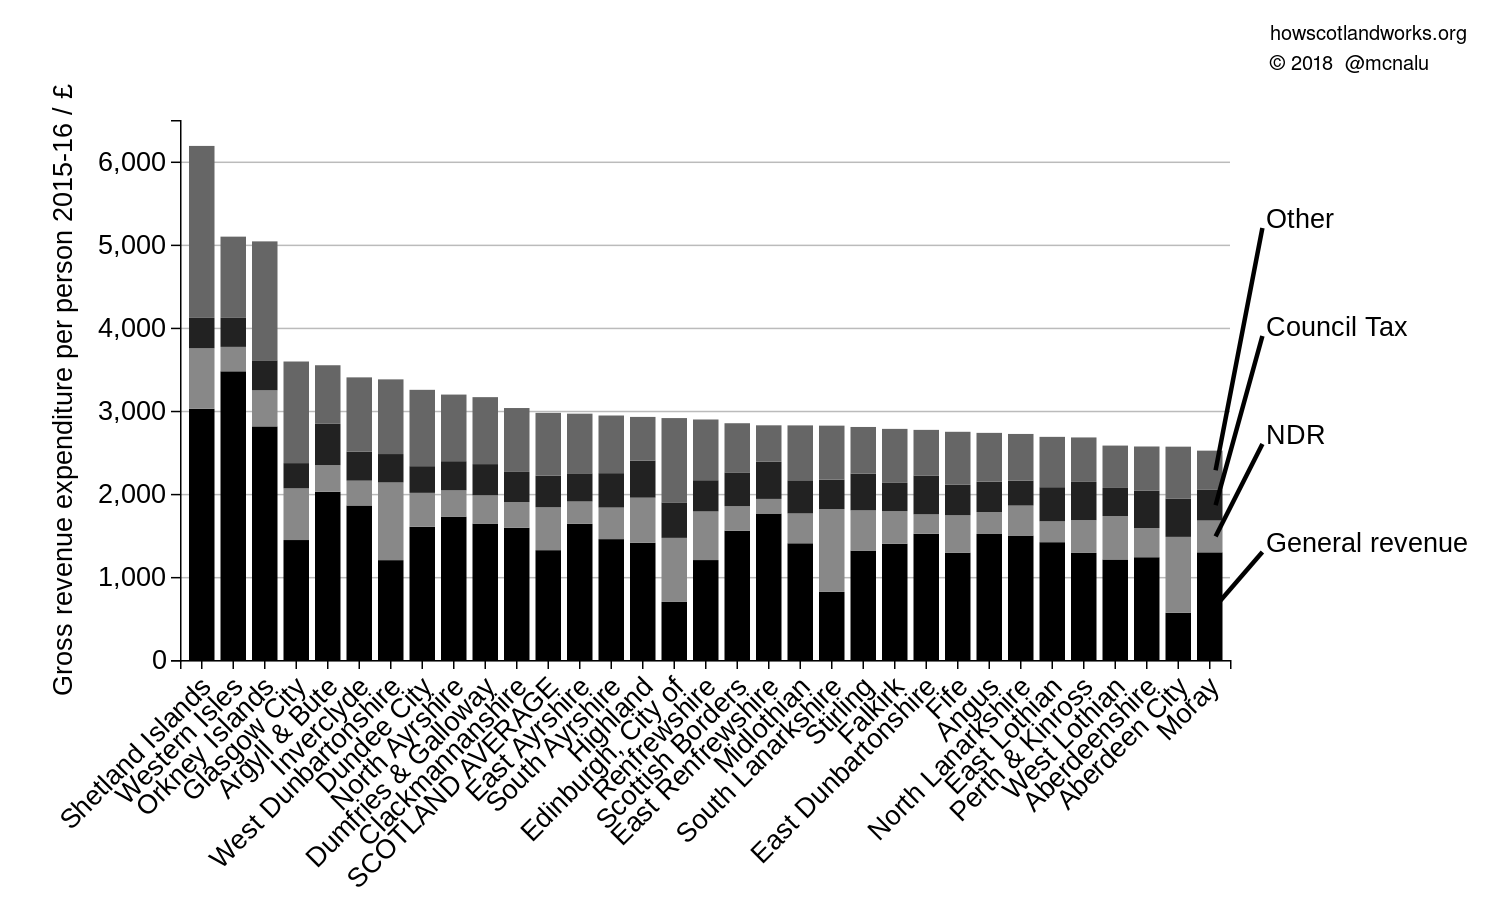 howscotlandworks.org
© 2018  @mcnalu
Gross revenue expenditure per person 2015-16 / £
6,000
5,000
4,000
3,000
2,000
1,000
0
Other
Council Tax
NDR
General revenue
Shetland Islands
Western Isles
Orkney Islands
Glasgow City
Argyll & Bute
Inverclyde
West Dunbartonshire
Dundee City
North Ayrshire
Dumfries & Galloway
Clackmannanshire
SCOTLAND AVERAGE
East Ayrshire
South Ayrshire
Highland
Edinburgh, City of
Renfrewshire
Scottish Borders
East Renfrewshire
Midlothian
South Lanarkshire
Stirling
Falkirk
East Dunbartonshire
Fife
Angus
North Lanarkshire
East Lothian
Perth & Kinross
West Lothian
Aberdeenshire
Aberdeen City
Moray